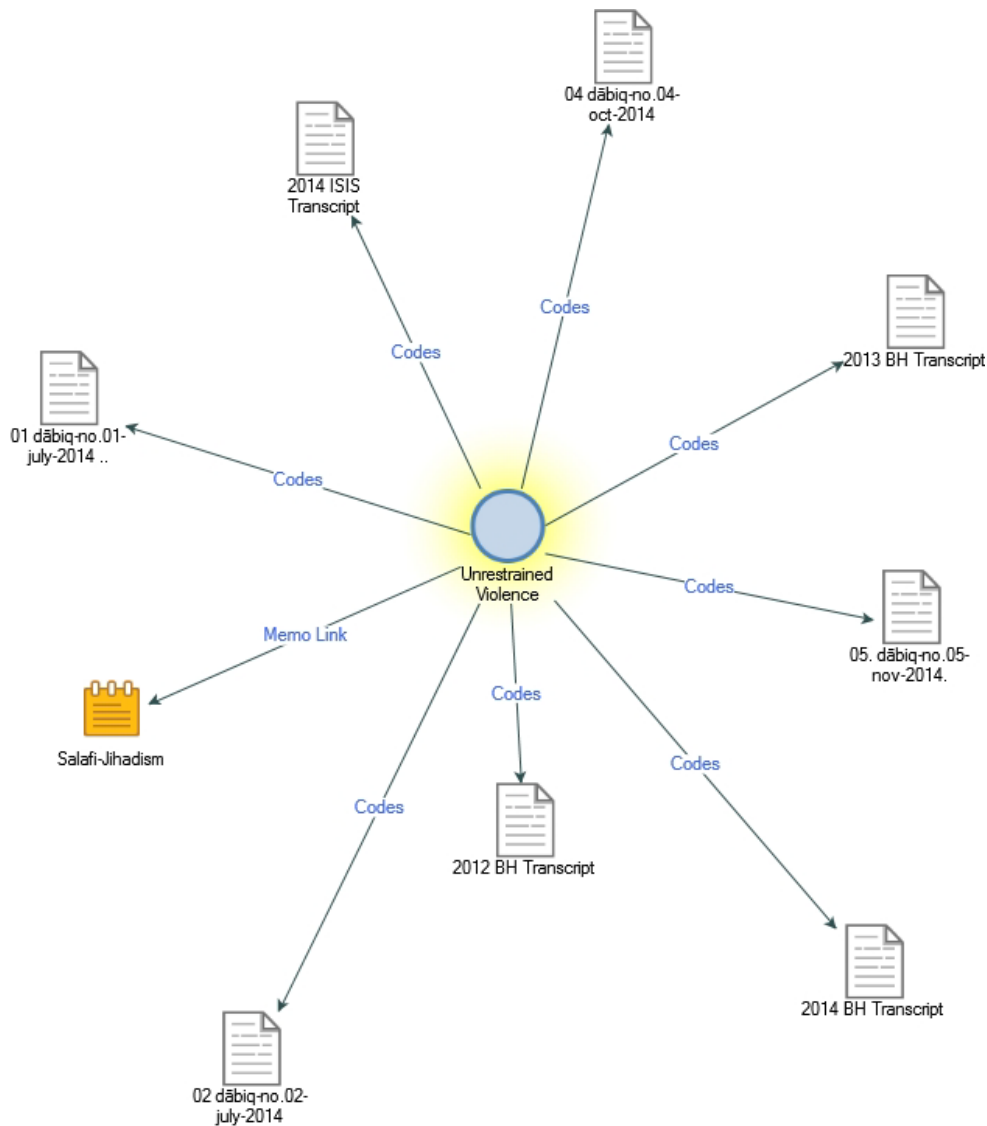 04 dābiq-no.04-
oct-2014
2014 ISIS
Transcript
Codes
2013 BH Transcript
Codes
01 dābiq-no.01-
july-2014 ..
Codes
Codes
Unrestrained
Violence
Codes
05. dābiq-no.05-
nov-2014.
Memo Link
Codes
Salafi-Jihadism
Codes
Codes
2012 BH Transcript
2014 BH Transcript
02 dābiq-no.02-
july-2014